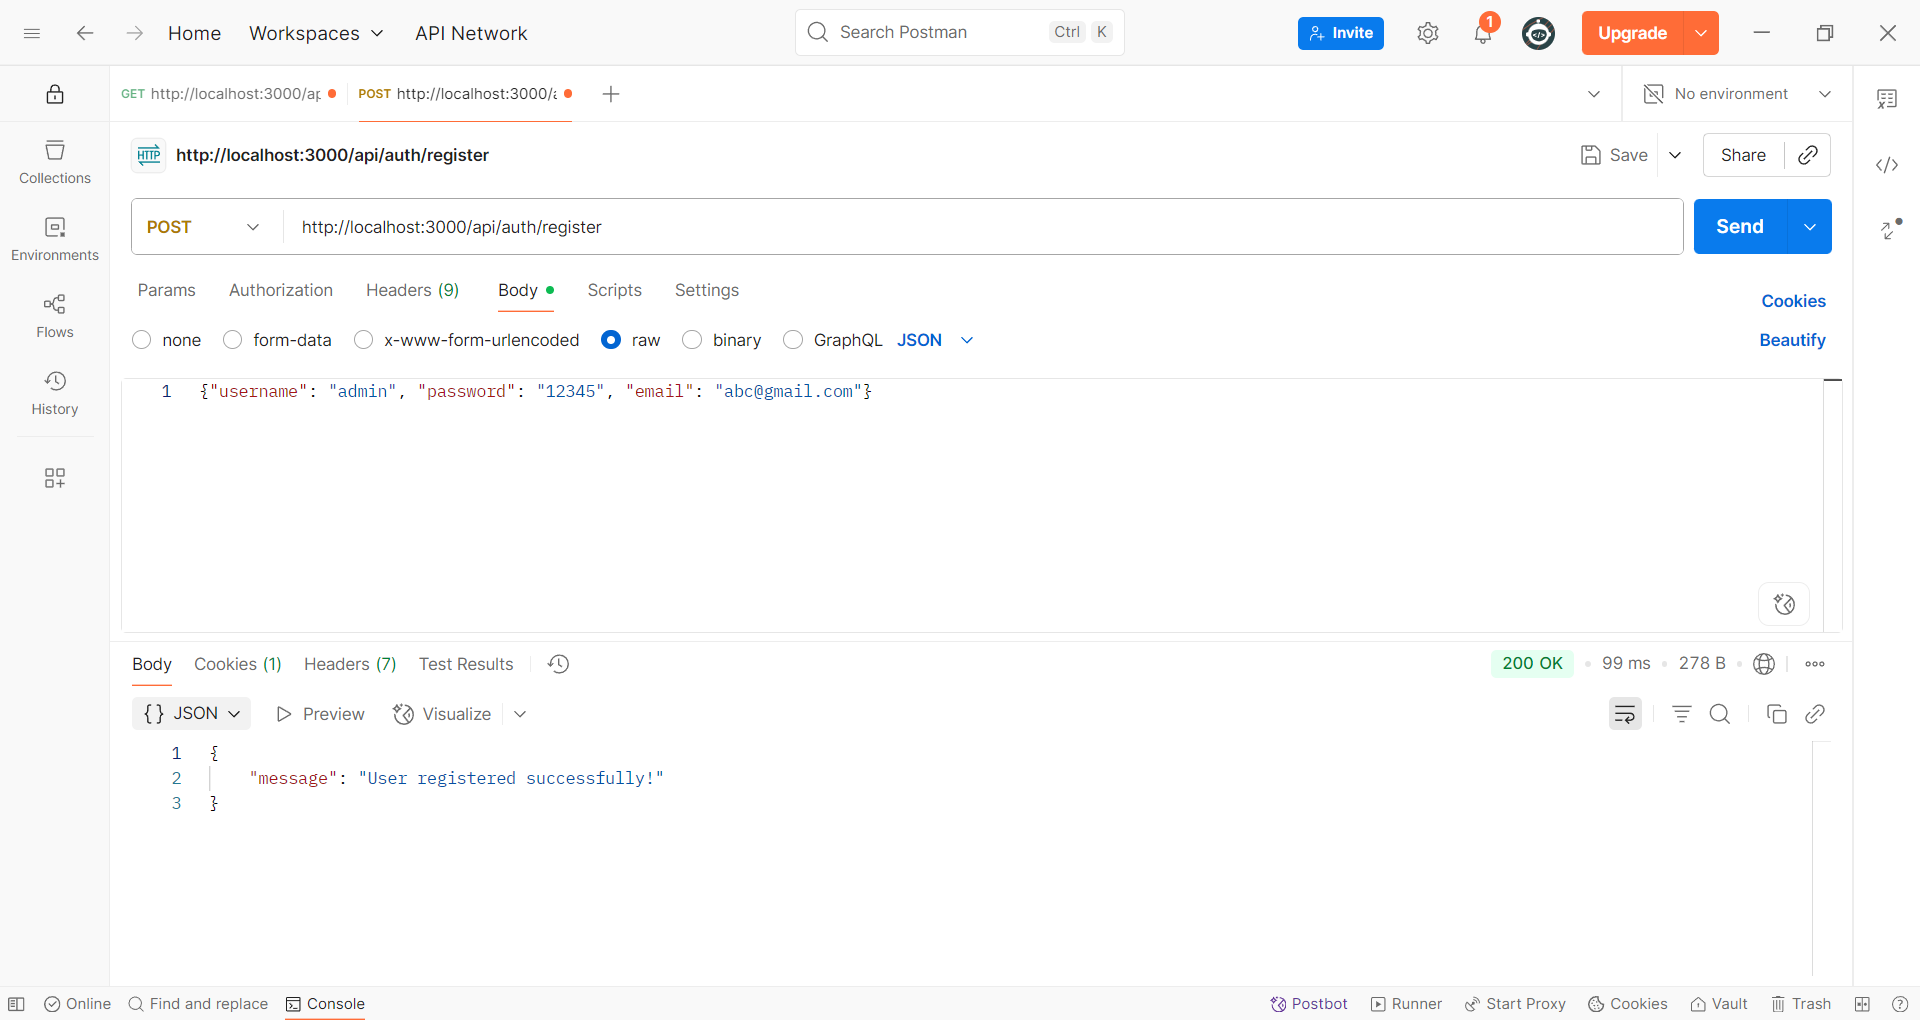 Home Workspaces API Network Search Postman Ctrl K Invite 1 Upgrade
GET http://localhost:3000/ap POST http://localhost:3000/a No environment
HTTP http://localhost:3000/api/auth/register Save Share
POST http://localhost:3000/api/auth/register Send
Collections
Environments
Flows
History
Params Authorization Headers (9) Body Scripts Settings Cookies
none form-data x-www-form-urlencoded raw binary GraphQL JSON Beautify
1 {"username": "admin", "password": "12345", "email": "abc@gmail.com"}
Body Cookies (1) Headers (7) Test Results 200 OK 99 ms 278 B
{} JSON Preview Visualize
1 {
2 "message": "User registered successfully!"
3 }
Online Find and replace Console Postbot Runner Start Proxy Cookies Vault Trash